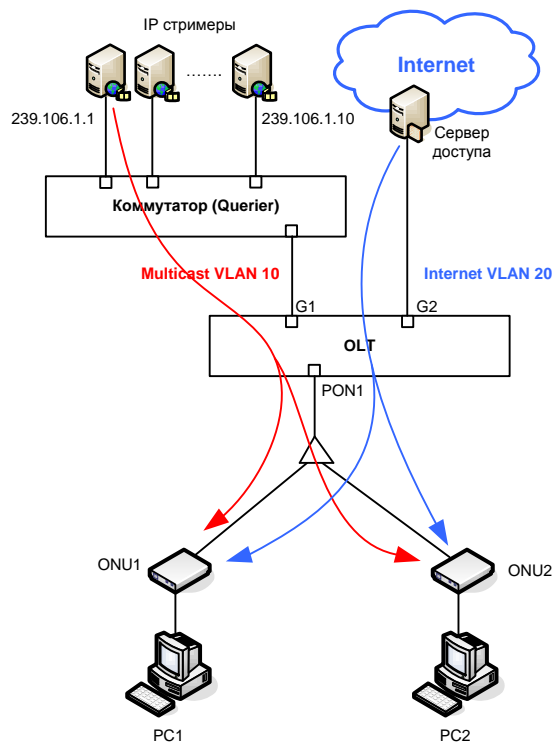 IP стримеры
.......
Internet
239.106.1.1
239.106.1.10
Сервер
доступа
Коммутатор (Querier)
Multicast VLAN 10
Internet VLAN 20
G1
G2
OLT
PON1
ONU1
ONU2
PC1
PC2